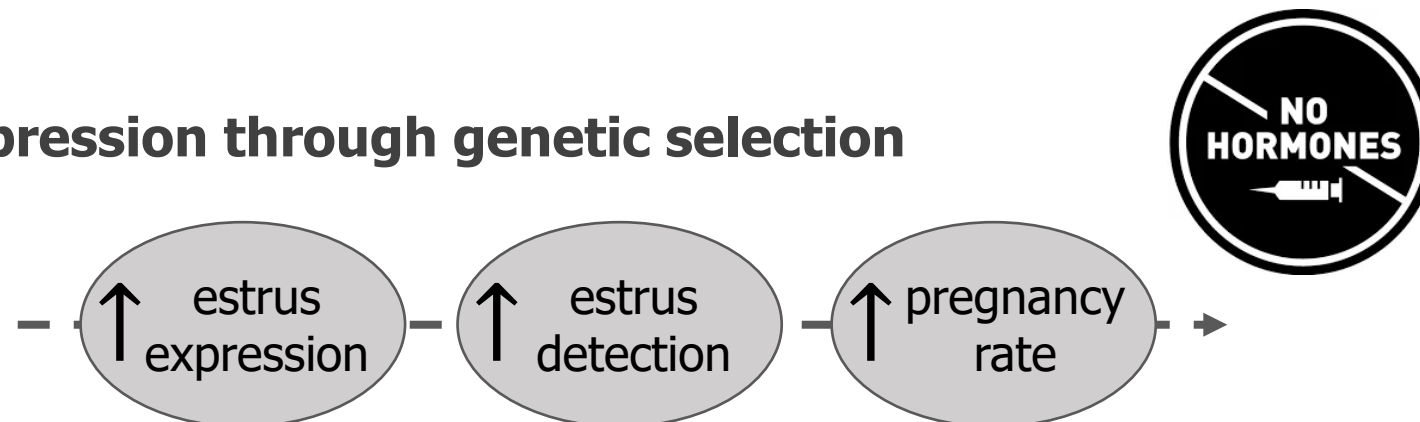 NO
HORMONES
pression through genetic selection
↑ estrus
expression
↑ estrus
detection
↑ pregnancy
rate